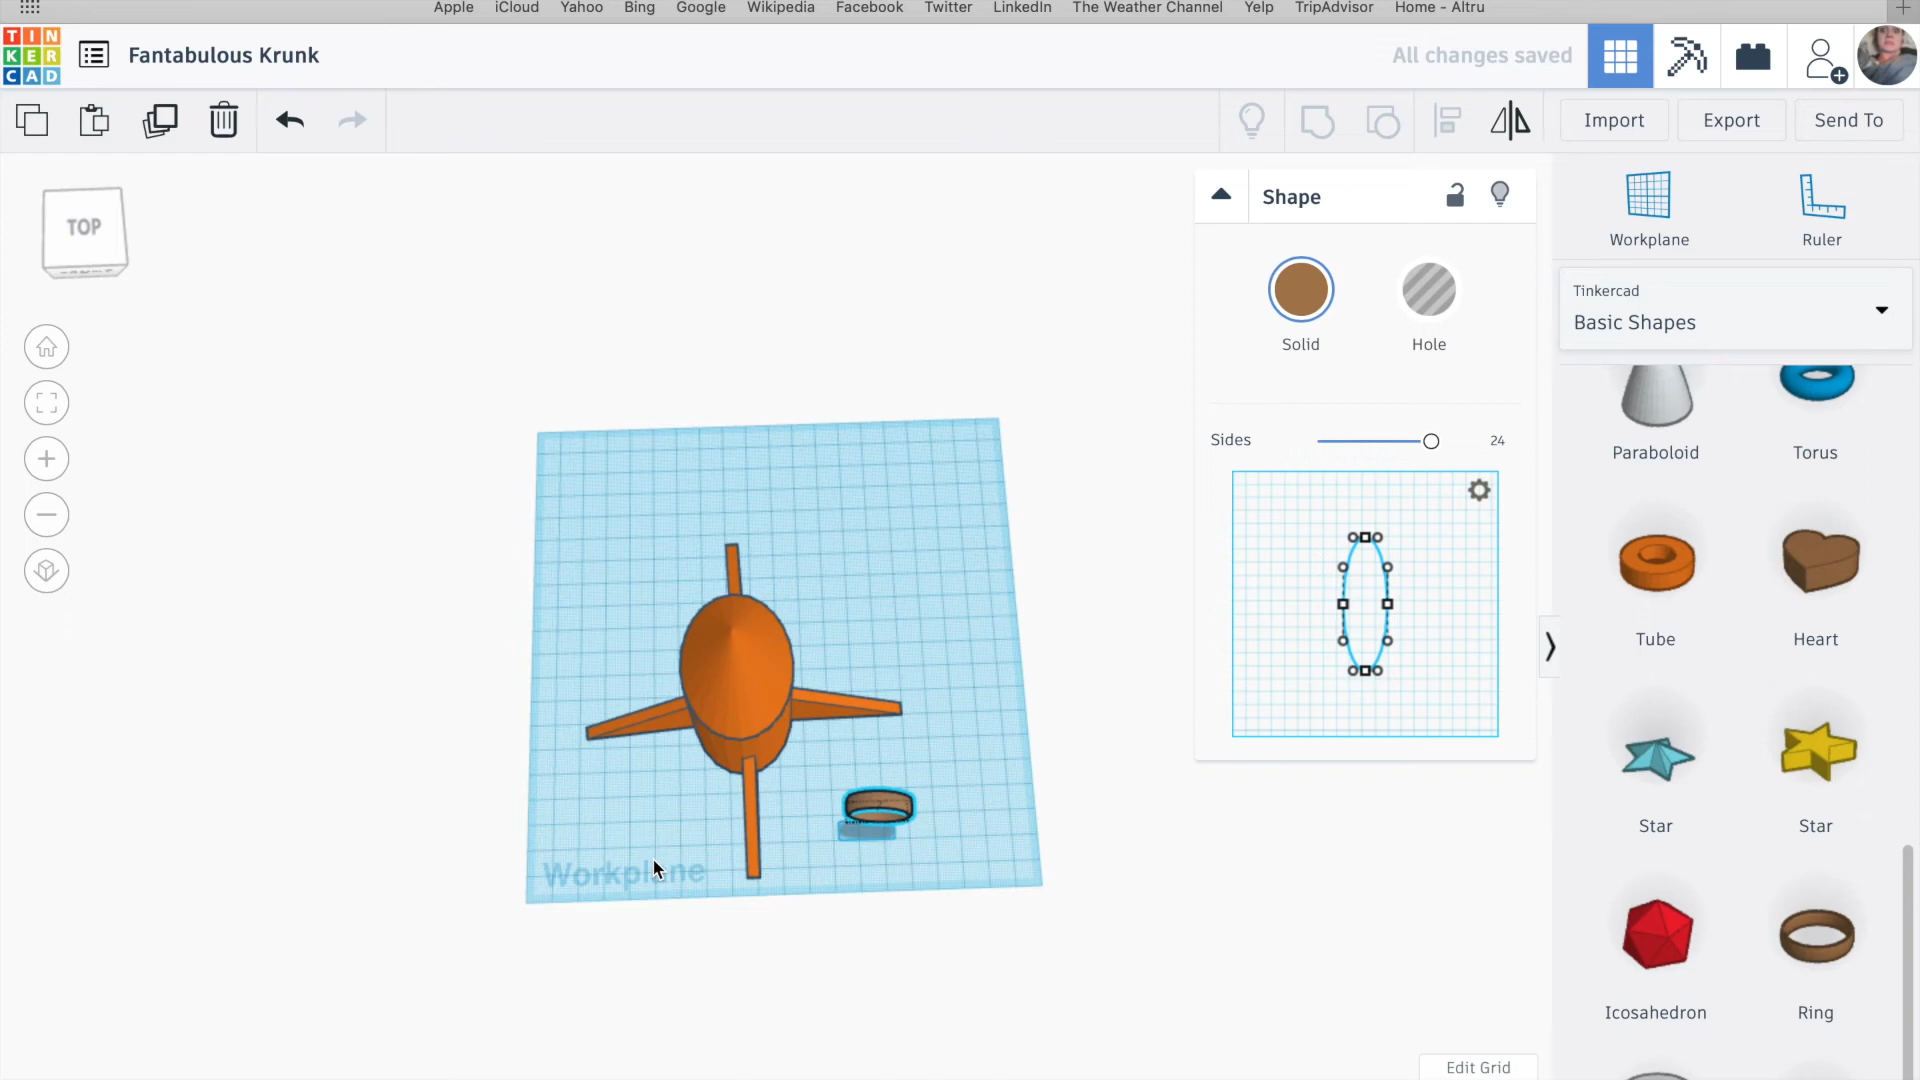 Apple iCloud Yahoo Bing Google Wikipedia Facebook Twitter LinkedIn The Weather Channel Yelp TripAdvisor Home - Altru
TIN
KER
CAD
Fantabulous Krunk
All changes saved
Import
Export
Send To
TOP
Shape
Solid
Hole
Sides
24
Workplane
Ruler
Tinkercad
Basic Shapes
Paraboloid
Torus
Tube
Heart
Star
Star
Icosahedron
Ring
Workplane
Edit Grid